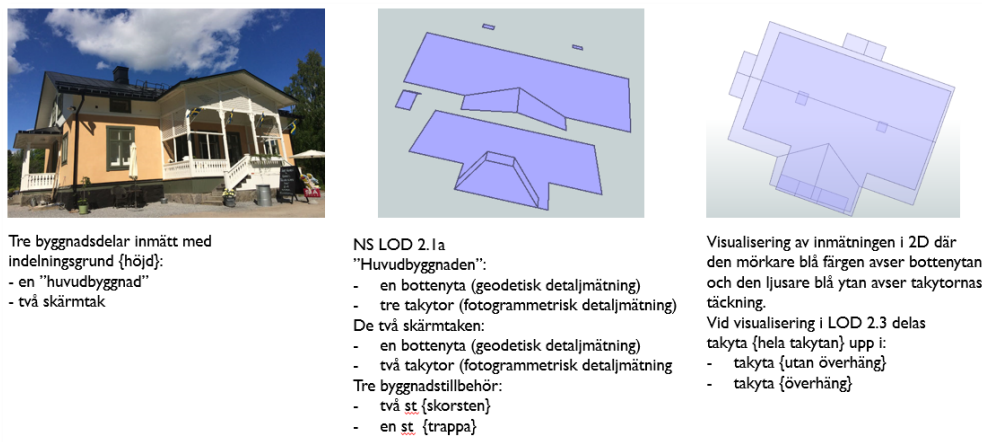 Tre byggnadsdelar inmätt med
indelningsgrund {höjd}:
- en ”huvudbyggnad”
- två skärmtak
NS LOD 2.1a
”Huvudbyggnaden”:
- en bottenyta (geodetisk detaljmätning)
- tre takytor (fotogrammetrisk detaljmätning)
De två skärmtaken:
- en bottenyta (geodetisk detaljmätning)
- två takytor (fotogrammetrisk detaljmätning
Tre byggnadstillbehör:
- två st {skorsten}
- en st {trappa}
Visualisering av inmätningen i 2D där
den mörkare blå färgen avser bottenytan
och den ljusare blå ytan avser takytornas
täckning.
Vid visualisering i LOD 2.3 delas
takyta {hela takytan} upp i:
- takyta {utan överhäng}
- takyta {överhäng}